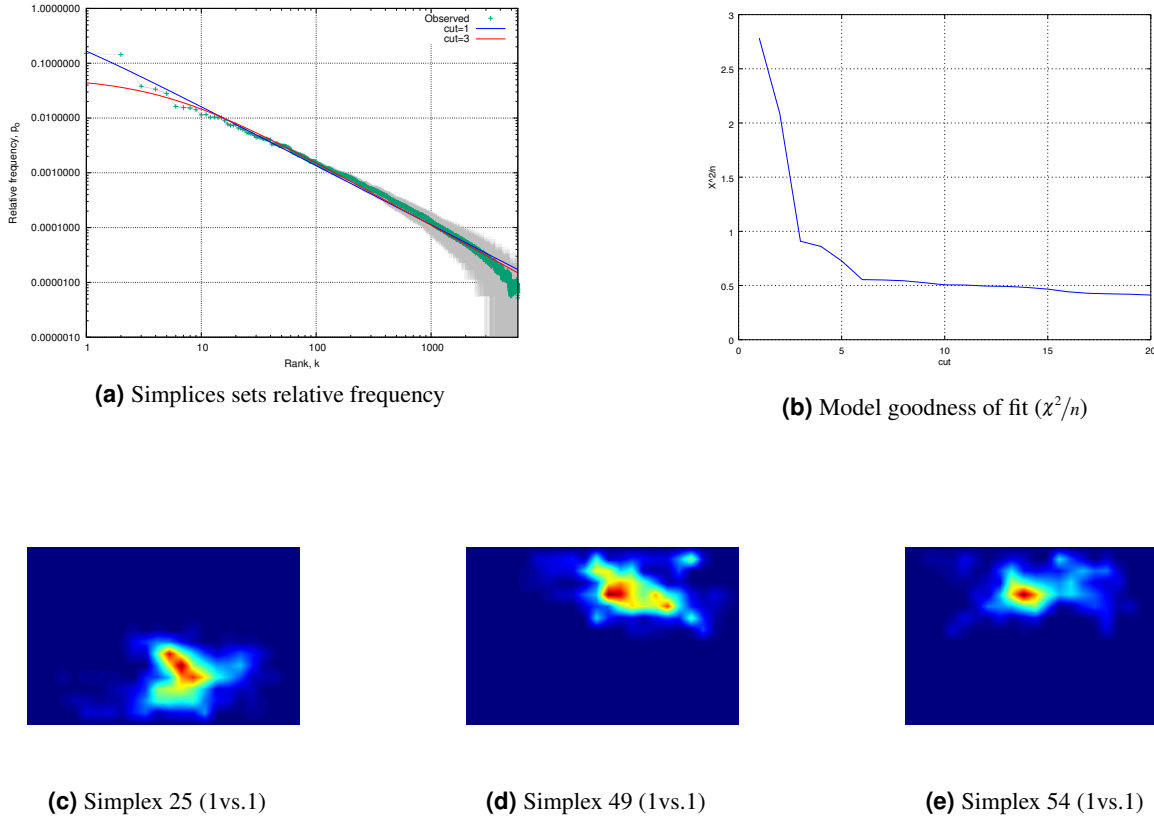 1.0000000
0.1000000
0.0100000
0.0010000
0.0001000
0.0000100
0.0000010
Relative frequency, p₀
Observed
cut=1
cut=3
1 10 100 1000
Rank, k
(a) Simplices sets relative frequency
3
2.5
2
1.5
1
0.5
0
X^2/n
0 5 10 15 20
cut
(b) Model goodness of fit (χ²/n)
(c) Simplex 25 (1vs.1)
(d) Simplex 49 (1vs.1)
(e) Simplex 54 (1vs.1)